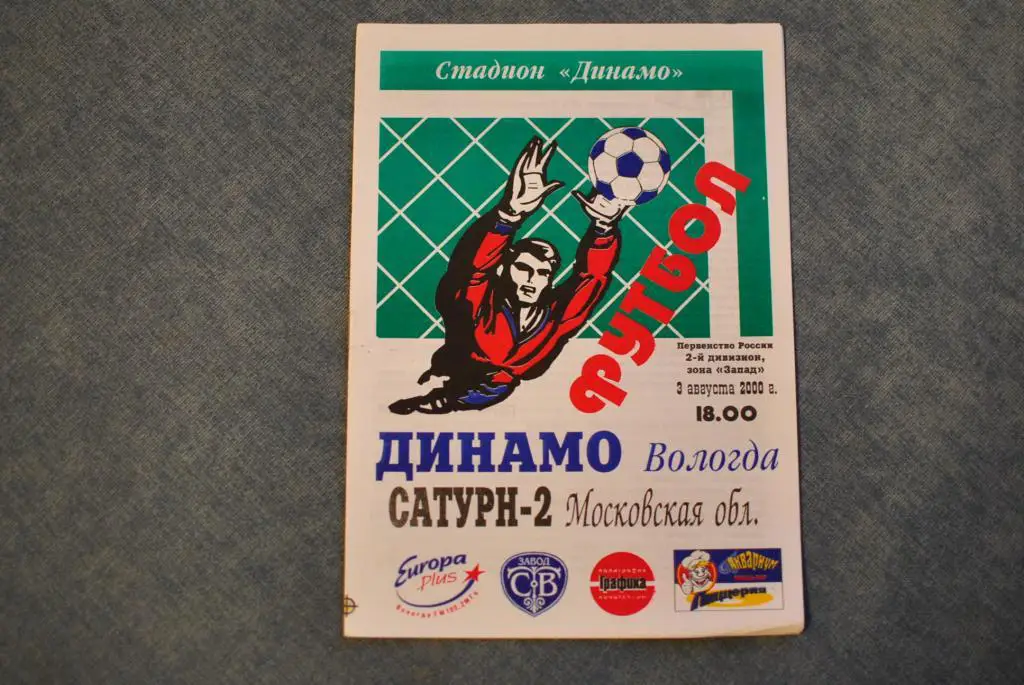 Стадион «Динамо»
ФУТБОЛ
Первенство России
2-й дивизион,
зона «Запад»
3 августа 2000 г.
18.00
ДИНАМО Вологда
САТУРН-2 Московская обл.
Europa
plus
ЗАВОД
СВ
Графика
Аквариум
Пиццерия